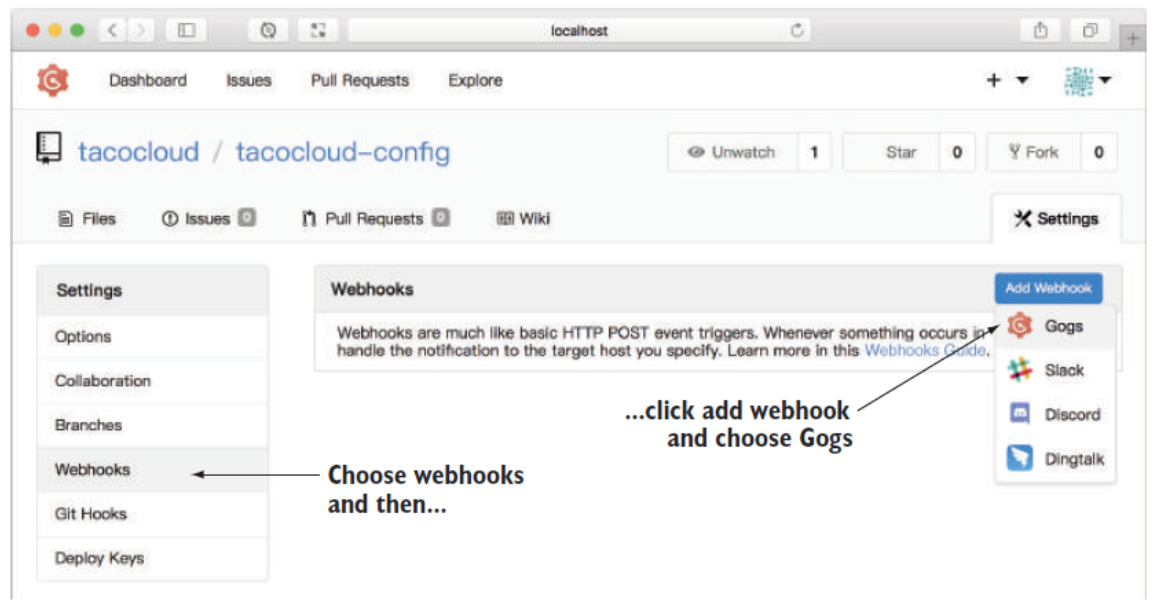 localhost
Dashboard Issues Pull Requests Explore
tacocloud / tacocloud-config
Unwatch 1 Star 0 Fork 0
Files Issues 0 Pull Requests 0 Wiki Settings
Settings
Options
Collaboration
Branches
Webhooks
Git Hooks
Deploy Keys
Webhooks
Add Webhook
Webhooks are much like basic HTTP POST event triggers. Whenever something occurs in
handle the notification to the target host you specify. Learn more in this Webhooks Guide.
Gogs
Slack
Discord
Dingtalk
...click add webhook
and choose Gogs
Choose webhooks
and then...